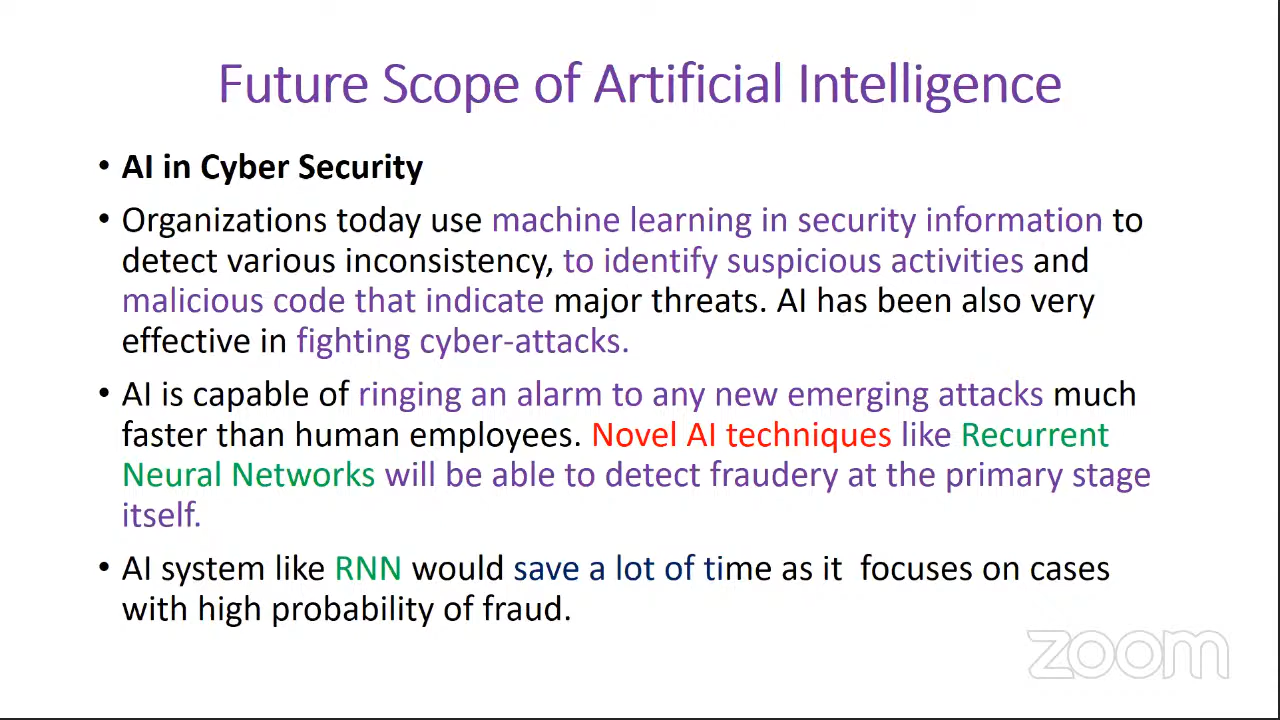 Future Scope of Artificial Intelligence
• AI in Cyber Security
• Organizations today use machine learning in security information to
detect various inconsistency, to identify suspicious activities and
malicious code that indicate major threats. AI has been also very
effective in fighting cyber-attacks.
• AI is capable of ringing an alarm to any new emerging attacks much
faster than human employees. Novel AI techniques like Recurrent
Neural Networks will be able to detect fraudery at the primary stage
itself.
• AI system like RNN would save a lot of time as it  focuses on cases
with high probability of fraud.
zoom